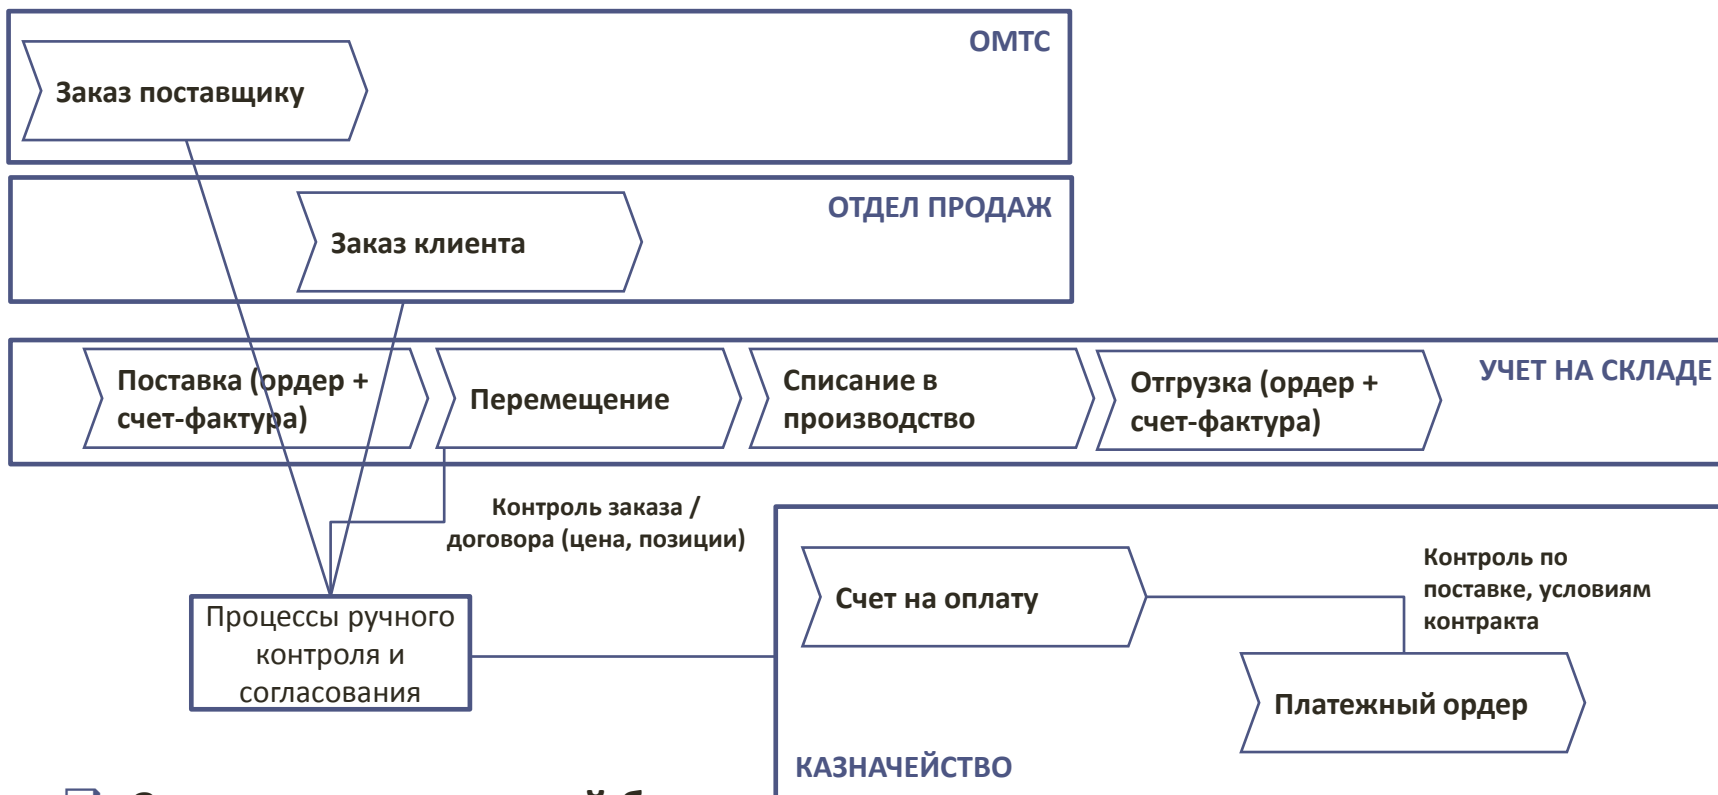 ОМТС
Заказ поставщику
ОТДЕЛ ПРОДАЖ
Заказ клиента
УЧЕТ НА СКЛАДЕ
Поставка (ордер +
счет-фактура)
Перемещение
Списание в
производство
Отгрузка (ордер +
счет-фактура)
Контроль заказа /
договора (цена, позиции)
Процессы ручного
контроля и
согласования
Счет на оплату
Контроль по
поставке, условиям
контракта
Платежный ордер
КАЗНАЧЕЙСТВО